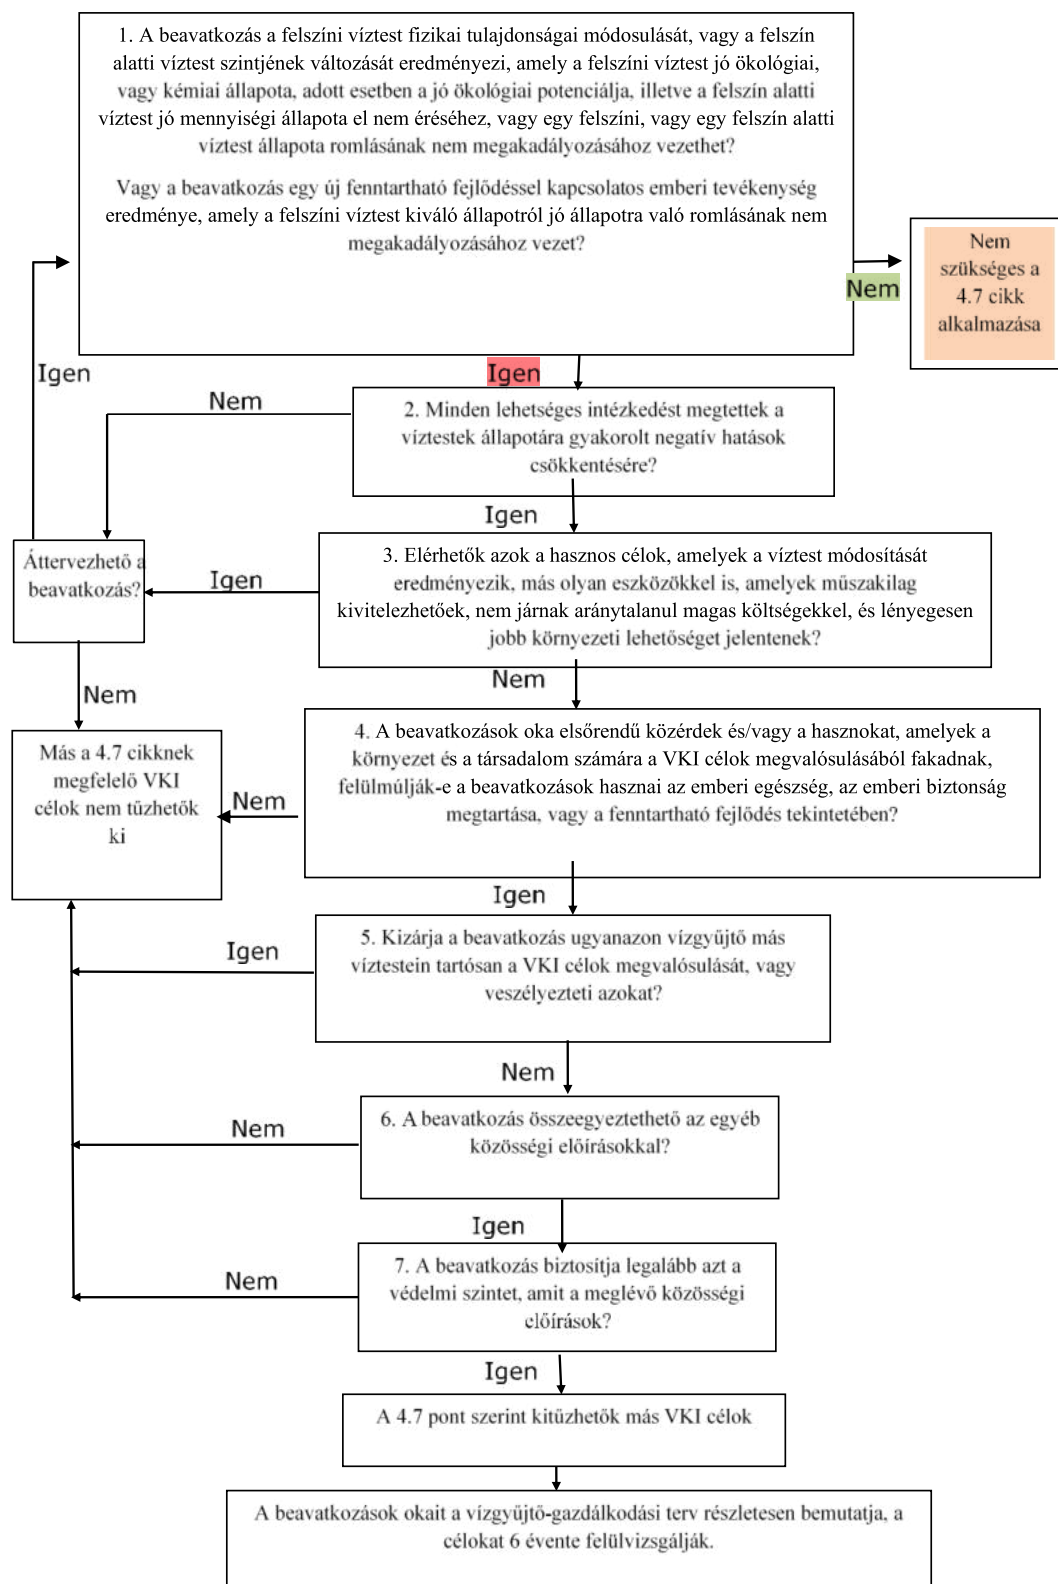 1. A beavatkozás a felszíni víztest fizikai tulajdonságai módosulását, vagy a felszín
alatti víztest szintjének változását eredményezi, amely a felszíni víztest jó ökológiai,
vagy kémiai állapota, adott esetben a jó ökológiai potenciálja, illetve a felszín alatti
víztest jó mennyiségi állapota el nem éréséhez, vagy egy felszíni, vagy egy felszín alatti
víztest állapota romlásának nem megakadályozásához vezethet?
Vagy a beavatkozás egy új fenntartható fejlődéssel kapcsolatos emberi tevékenység
eredménye, amely a felszíni víztest kiváló állapotról jó állapotra való romlásának nem
megakadályozásához vezet?
Nem
Nem
szükséges a
4.7 cikk
alkalmazása
Igen
Igen
Nem
2. Minden lehetséges intézkedést megtettek a
víztestek állapotára gyakorolt negatív hatások
csökkentésére?
Igen
Áttervezhető a
beavatkozás?
Igen
3. Elérhetők azok a hasznos célok, amelyek a víztest módosítását
eredményezik, más olyan eszközökkel is, amelyek műszakilag
kivitelezhetőek, nem járnak aránytalanul magas költségekkel, és lényegesen
jobb környezeti lehetőséget jelentenek?
Nem
Nem
Más a 4.7 cikknek
megfelelő VKI
célok nem tűzhetők
ki
Nem
4. A beavatkozások oka elsőrendű közérdek és/vagy a hasznokat, amelyek a
környezet és a társadalom számára a VKI célok megvalósulásából fakadnak,
felülmúlják-e a beavatkozások hasznai az emberi egészség, az emberi biztonság
megtartása, vagy a fenntartható fejlődés tekintetében?
Igen
Igen
5. Kizárja a beavatkozás ugyanazon vízgyűjtő más
víztestein tartósan a VKI célok megvalósulását, vagy
veszélyezteti azokat?
Nem
Nem
6. A beavatkozás összeegyeztethető az egyéb
közösségi előírásokkal?
Igen
Nem
7. A beavatkozás biztosítja legalább azt a
védelmi szintet, amit a meglévő közösségi
előírások?
Igen
A 4.7 pont szerint kitűzhetők más VKI célok
A beavatkozások okait a vízgyűjtő-gazdálkodási terv részletesen bemutatja, a
célokat 6 évente felülvizsgálják.